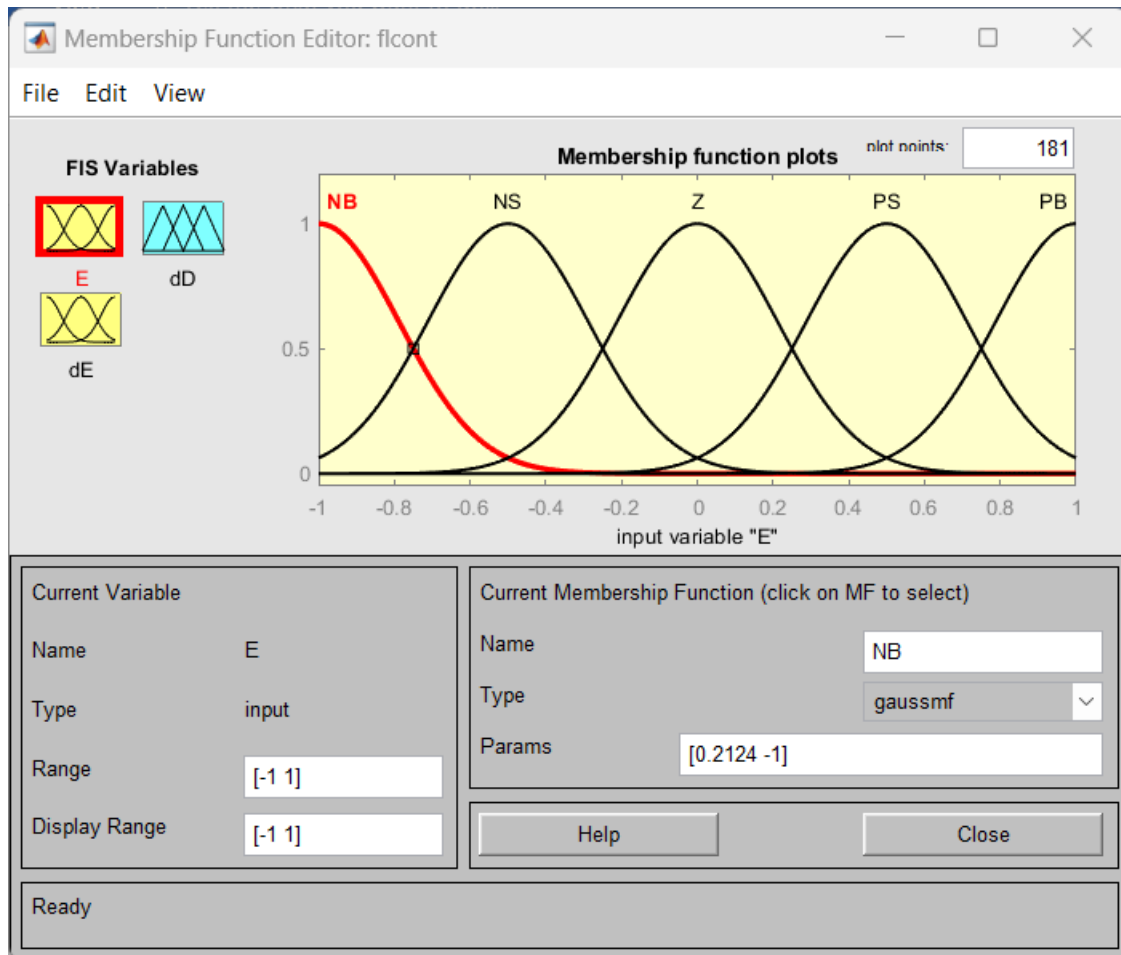 Membership Function Editor: flcont
File Edit View
FIS Variables
E
dD
dE
Membership function plots
plot points:
181
NB NS Z PS PB
1
0.5
0
-1 -0.8 -0.6 -0.4 -0.2 0 0.2 0.4 0.6 0.8 1
input variable "E"
Current Variable
Name E
Type input
Range [-1 1]
Display Range [-1 1]
Current Membership Function (click on MF to select)
Name NB
Type gaussmf
Params [0.2124 -1]
Help Close
Ready